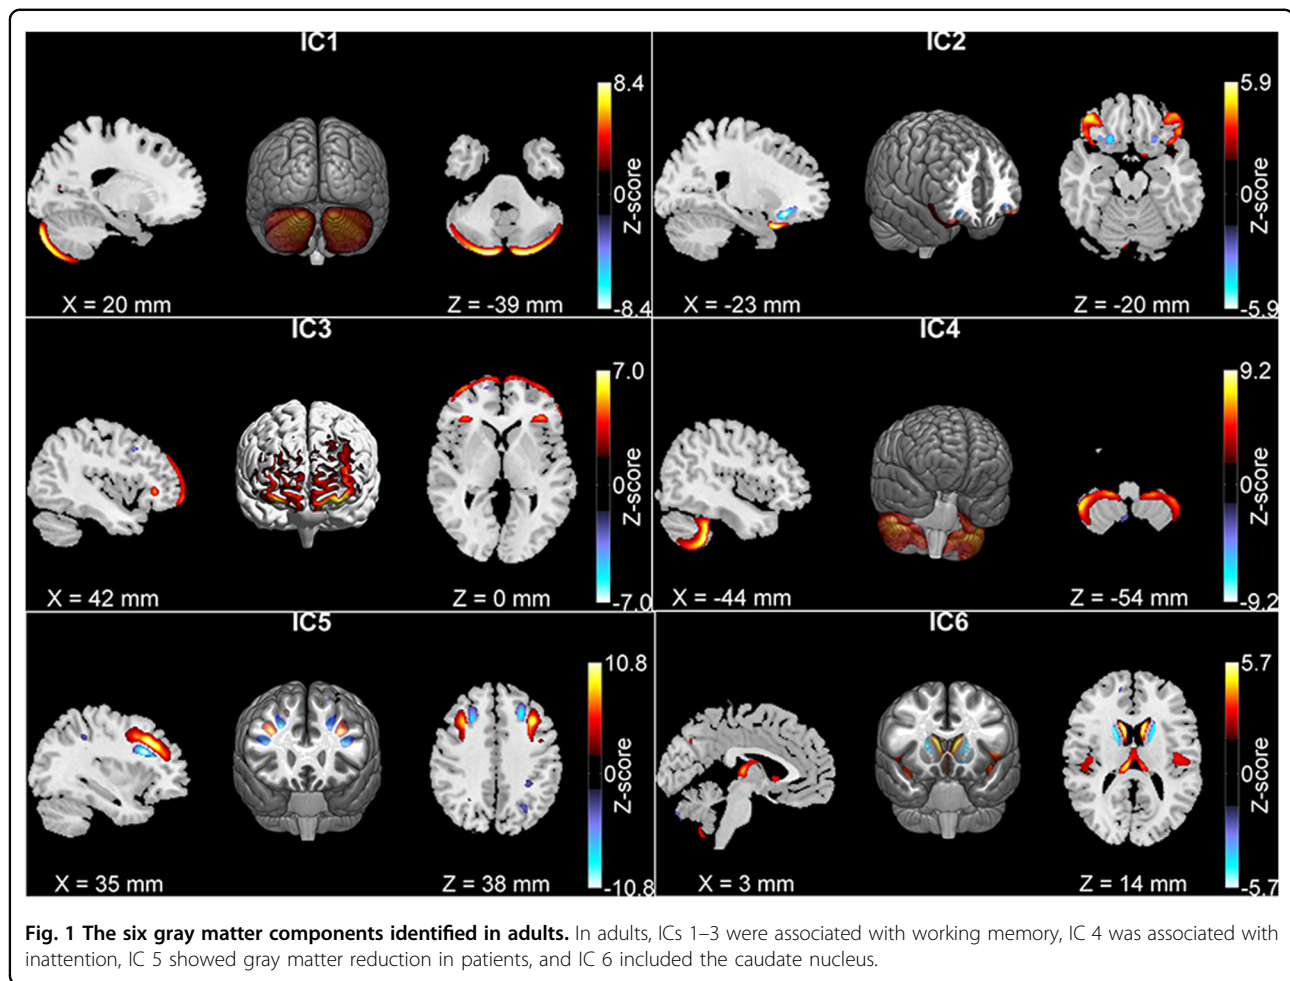 IC1
8.4
Z-score
0
-8.4
X = 20 mm
Z = -39 mm
IC2
5.9
Z-score
0
-5.9
X = -23 mm
Z = -20 mm
IC3
7.0
Z-score
0
-7.0
X = 42 mm
Z = 0 mm
IC4
9.2
Z-score
0
-9.2
X = -44 mm
Z = -54 mm
IC5
10.8
Z-score
0
-10.8
X = 35 mm
Z = 38 mm
IC6
5.7
Z-score
0
-5.7
X = 3 mm
Z = 14 mm
Fig. 1 The six gray matter components identified in adults. In adults, ICs 1–3 were associated with working memory, IC 4 was associated with
inattention, IC 5 showed gray matter reduction in patients, and IC 6 included the caudate nucleus.